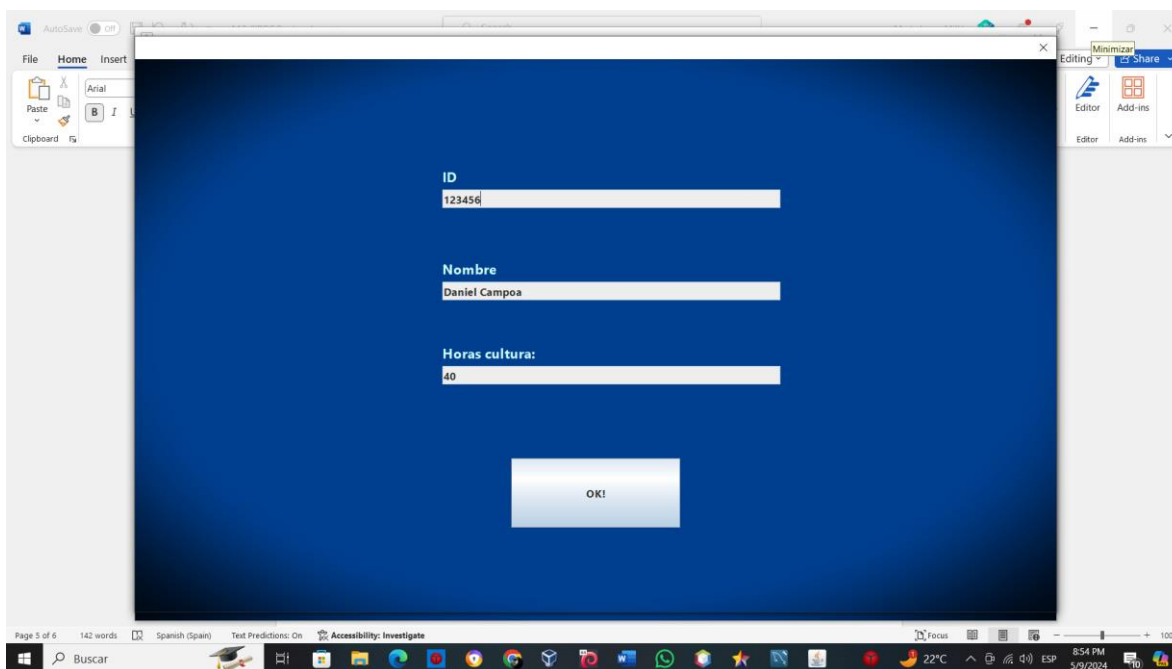 AutoSave Off
Minimizar
File Home Insert
Editing Share
Paste
Arial
B I U
Editor Add-ins
Clipboard
Editor Add-ins
ID
123456
Nombre
Daniel Campoa
Horas cultura:
40
OK!
Page 5 of 6 142 words Spanish (Spain) Text Predictions: On Accessibility: Investigate
Focus
Buscar
22°C
ESP
8:54 PM
5/9/2024